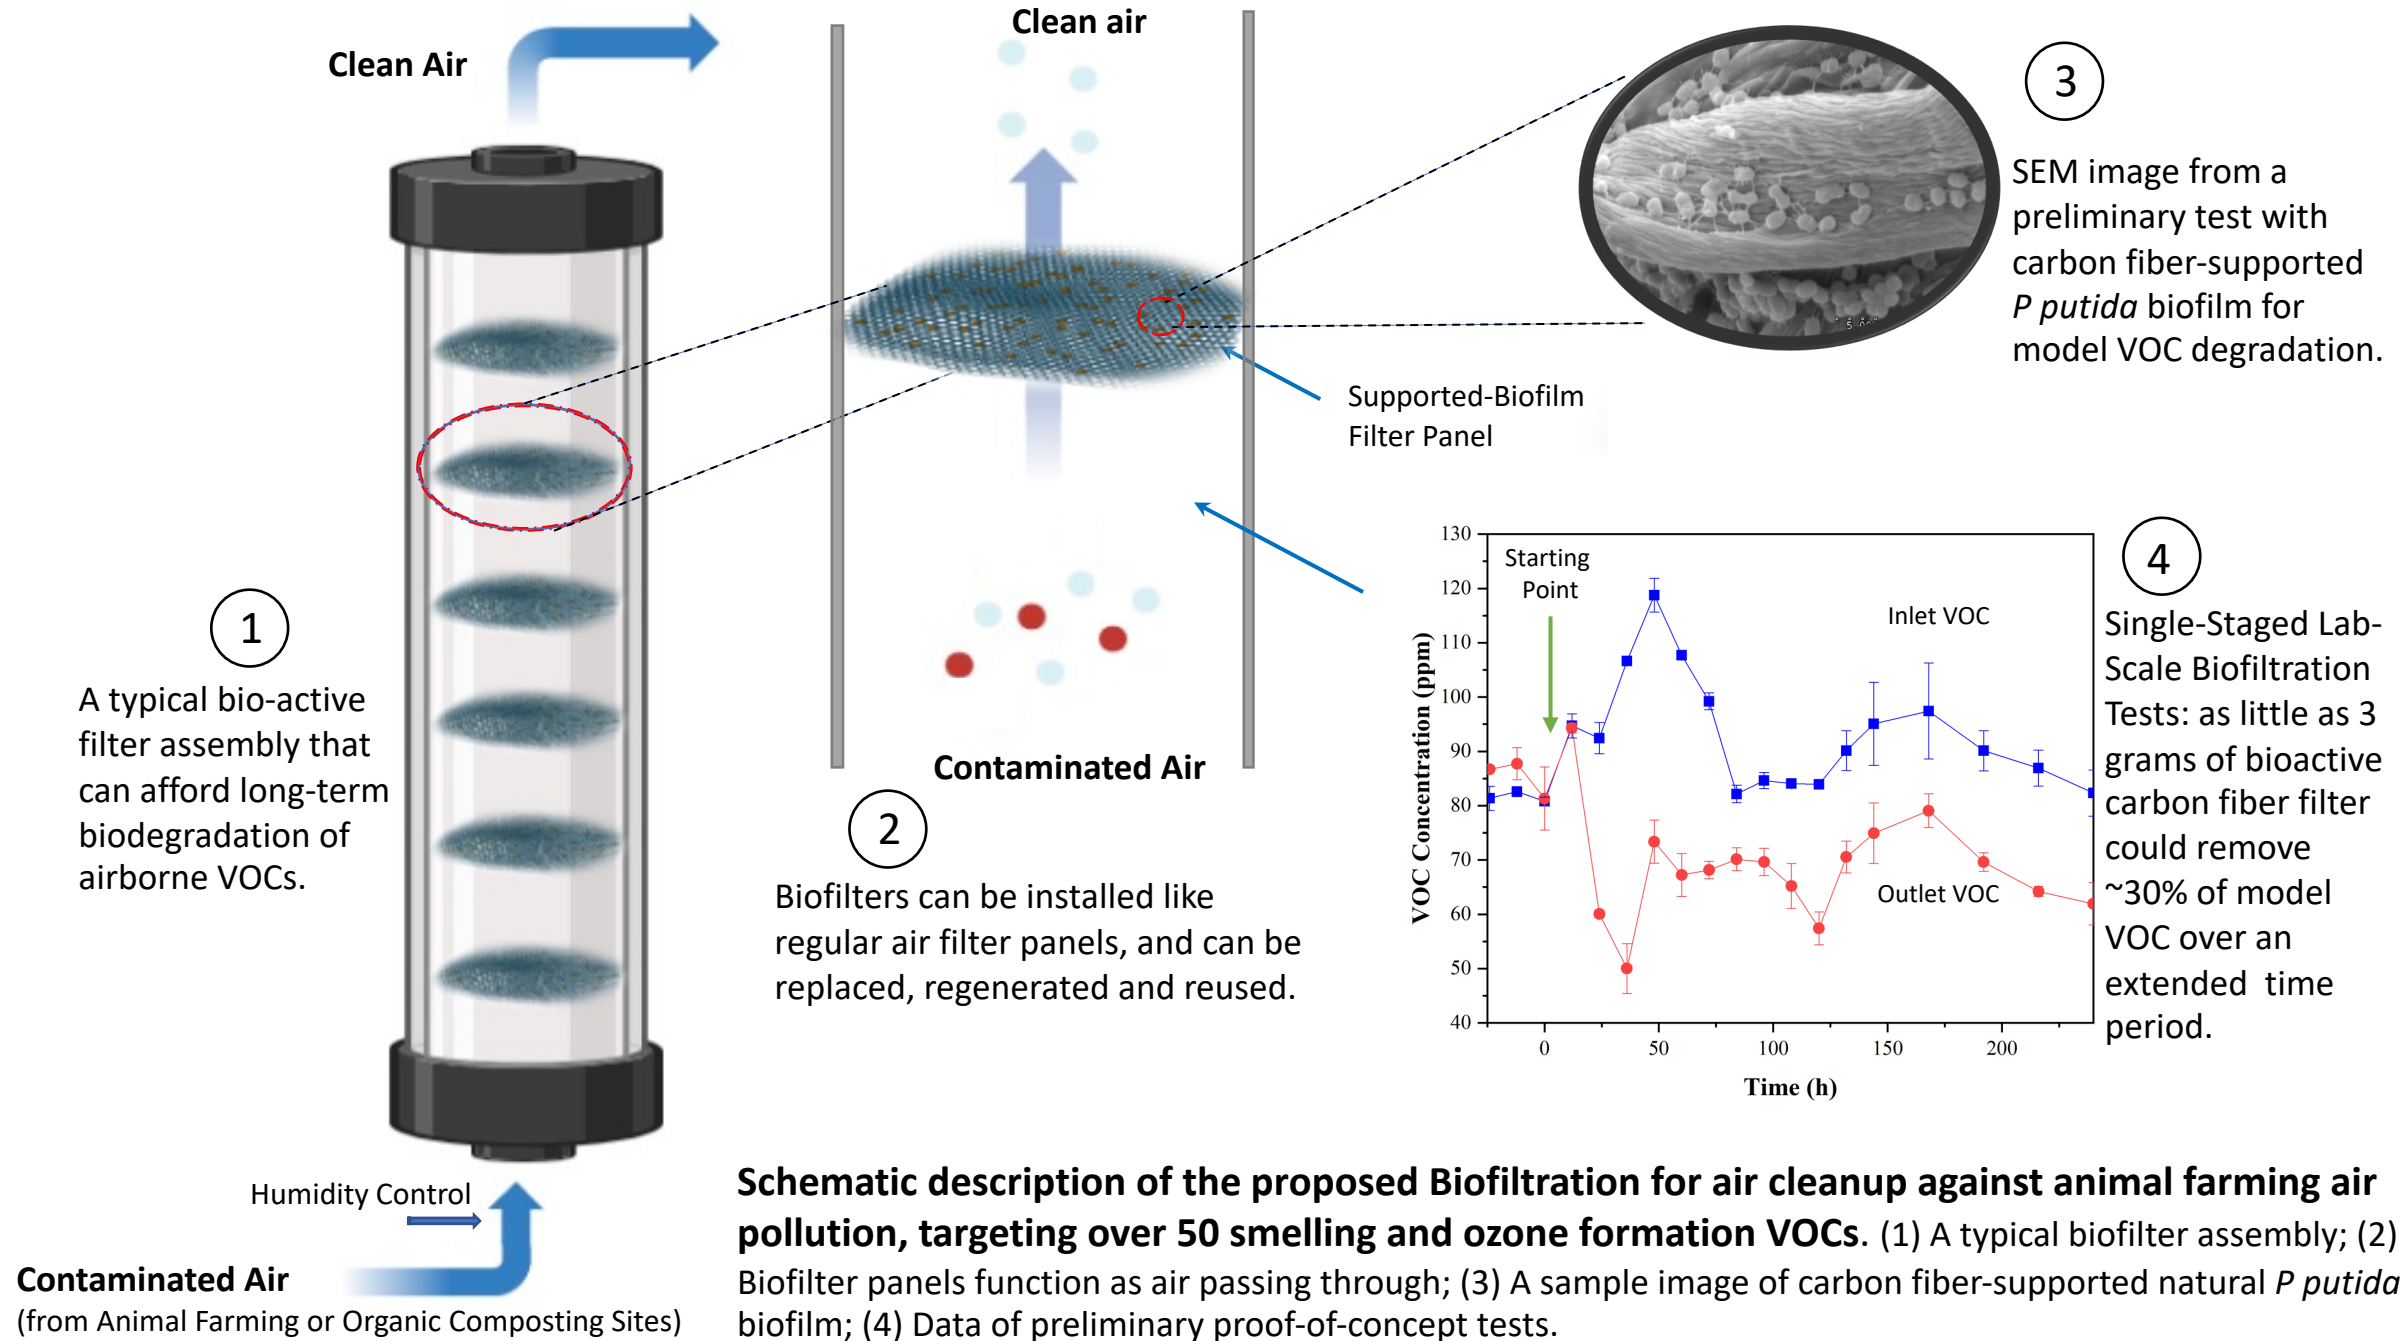 Clean Air
Clean air
3
SEM image from a
preliminary test with
carbon fiber-supported
P putida biofilm for
model VOC degradation.
Supported-Biofilm
Filter Panel
1
A typical bio-active
filter assembly that
can afford long-term
biodegradation of
airborne VOCs.
Contaminated Air
2
Biofilters can be installed like
regular air filter panels, and can be
replaced, regenerated and reused.
130
120
110
100
90
80
70
60
50
40
VOC Concentration (ppm)
Starting
Point
Inlet VOC
Outlet VOC
0 50 100 150 200
Time (h)
4
Single-Staged Lab-
Scale Biofiltration
Tests: as little as 3
grams of bioactive
carbon fiber filter
could remove
~30% of model
VOC over an
extended time
period.
Humidity Control
Contaminated Air
(from Animal Farming or Organic Composting Sites)
Schematic description of the proposed Biofiltration for air cleanup against animal farming air
pollution, targeting over 50 smelling and ozone formation VOCs. (1) A typical biofilter assembly; (2)
Biofilter panels function as air passing through; (3) A sample image of carbon fiber-supported natural P putida
biofilm; (4) Data of preliminary proof-of-concept tests.